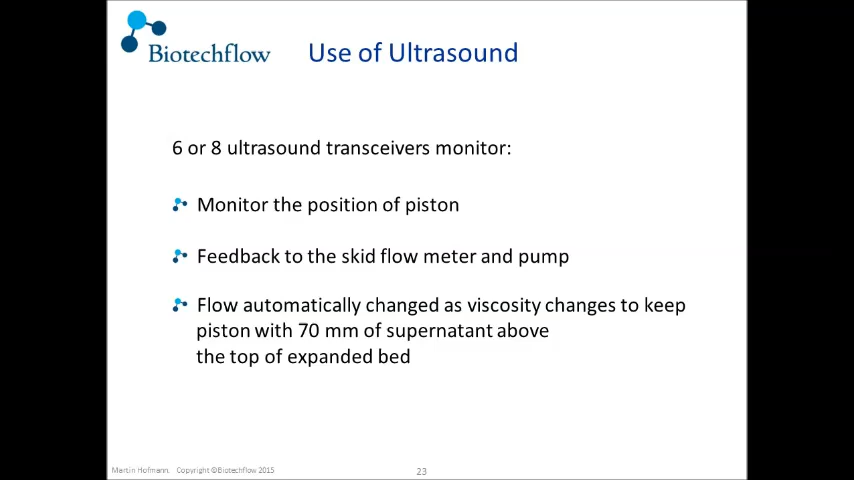 Biotechflow
Use of Ultrasound
6 or 8 ultrasound transceivers monitor:
Monitor the position of piston
Feedback to the skid flow meter and pump
Flow automatically changed as viscosity changes to keep
piston with 70 mm of supernatant above
the top of expanded bed
Martin Hofmann. Copyright ©Biotechflow 2015
23